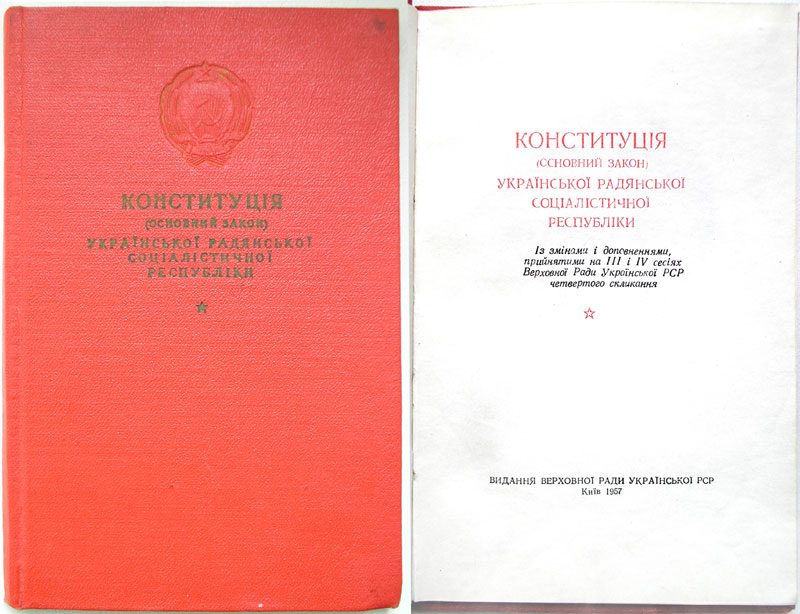 КОНСТИТУЦІЯ
(ОСНОВНИЙ ЗАКОН)
УКРАЇНСЬКОЇ РАДЯНСЬКОЇ
СОЦІАЛІСТИЧНОЇ
РЕСПУБЛІКИ
КОНСТИТУЦІЯ
(ОСНОВНИЙ ЗАКОН)
УКРАЇНСЬКОЇ РАДЯНСЬКОЇ
СОЦІАЛІСТИЧНОЇ
РЕСПУБЛІКИ
Із змінами і доповненнями,
прийнятими на III і IV сесіях
Верховної Ради Української РСР
четвертого скликання
ВИДАННЯ ВЕРХОВНОЇ РАДИ УКРАЇНСЬКОЇ РСР
Київ 1957